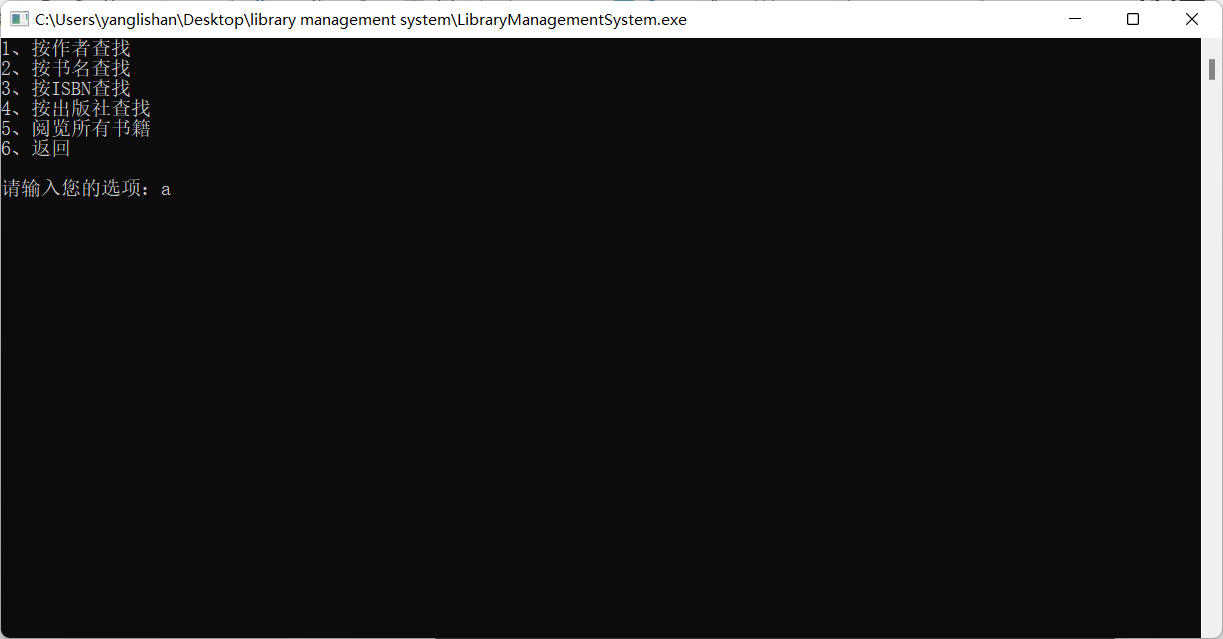 C:\Users\yanglishan\Desktop\library management system\LibraryManagementSystem.exe
1、按作者查找
2、按书名查找
3、按ISBN查找
4、按出版社查找
5、阅览所有书籍
6、返回
请输入您的选项：a